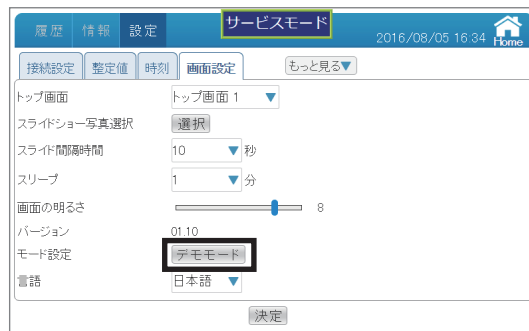 履歴 情報 設定 サービスモード 2016/08/05 16:34 Home
接続設定 整定値 時刻 画面設定 もっと見る▼
トップ画面 トップ画面 1 ▼
スライドショー写真選択 選択
スライド間隔時間 10 ▼ 秒
スリープ 1 ▼ 分
画面の明るさ 8
バージョン 01.10
モード設定 デモモード
言語 日本語 ▼
決定